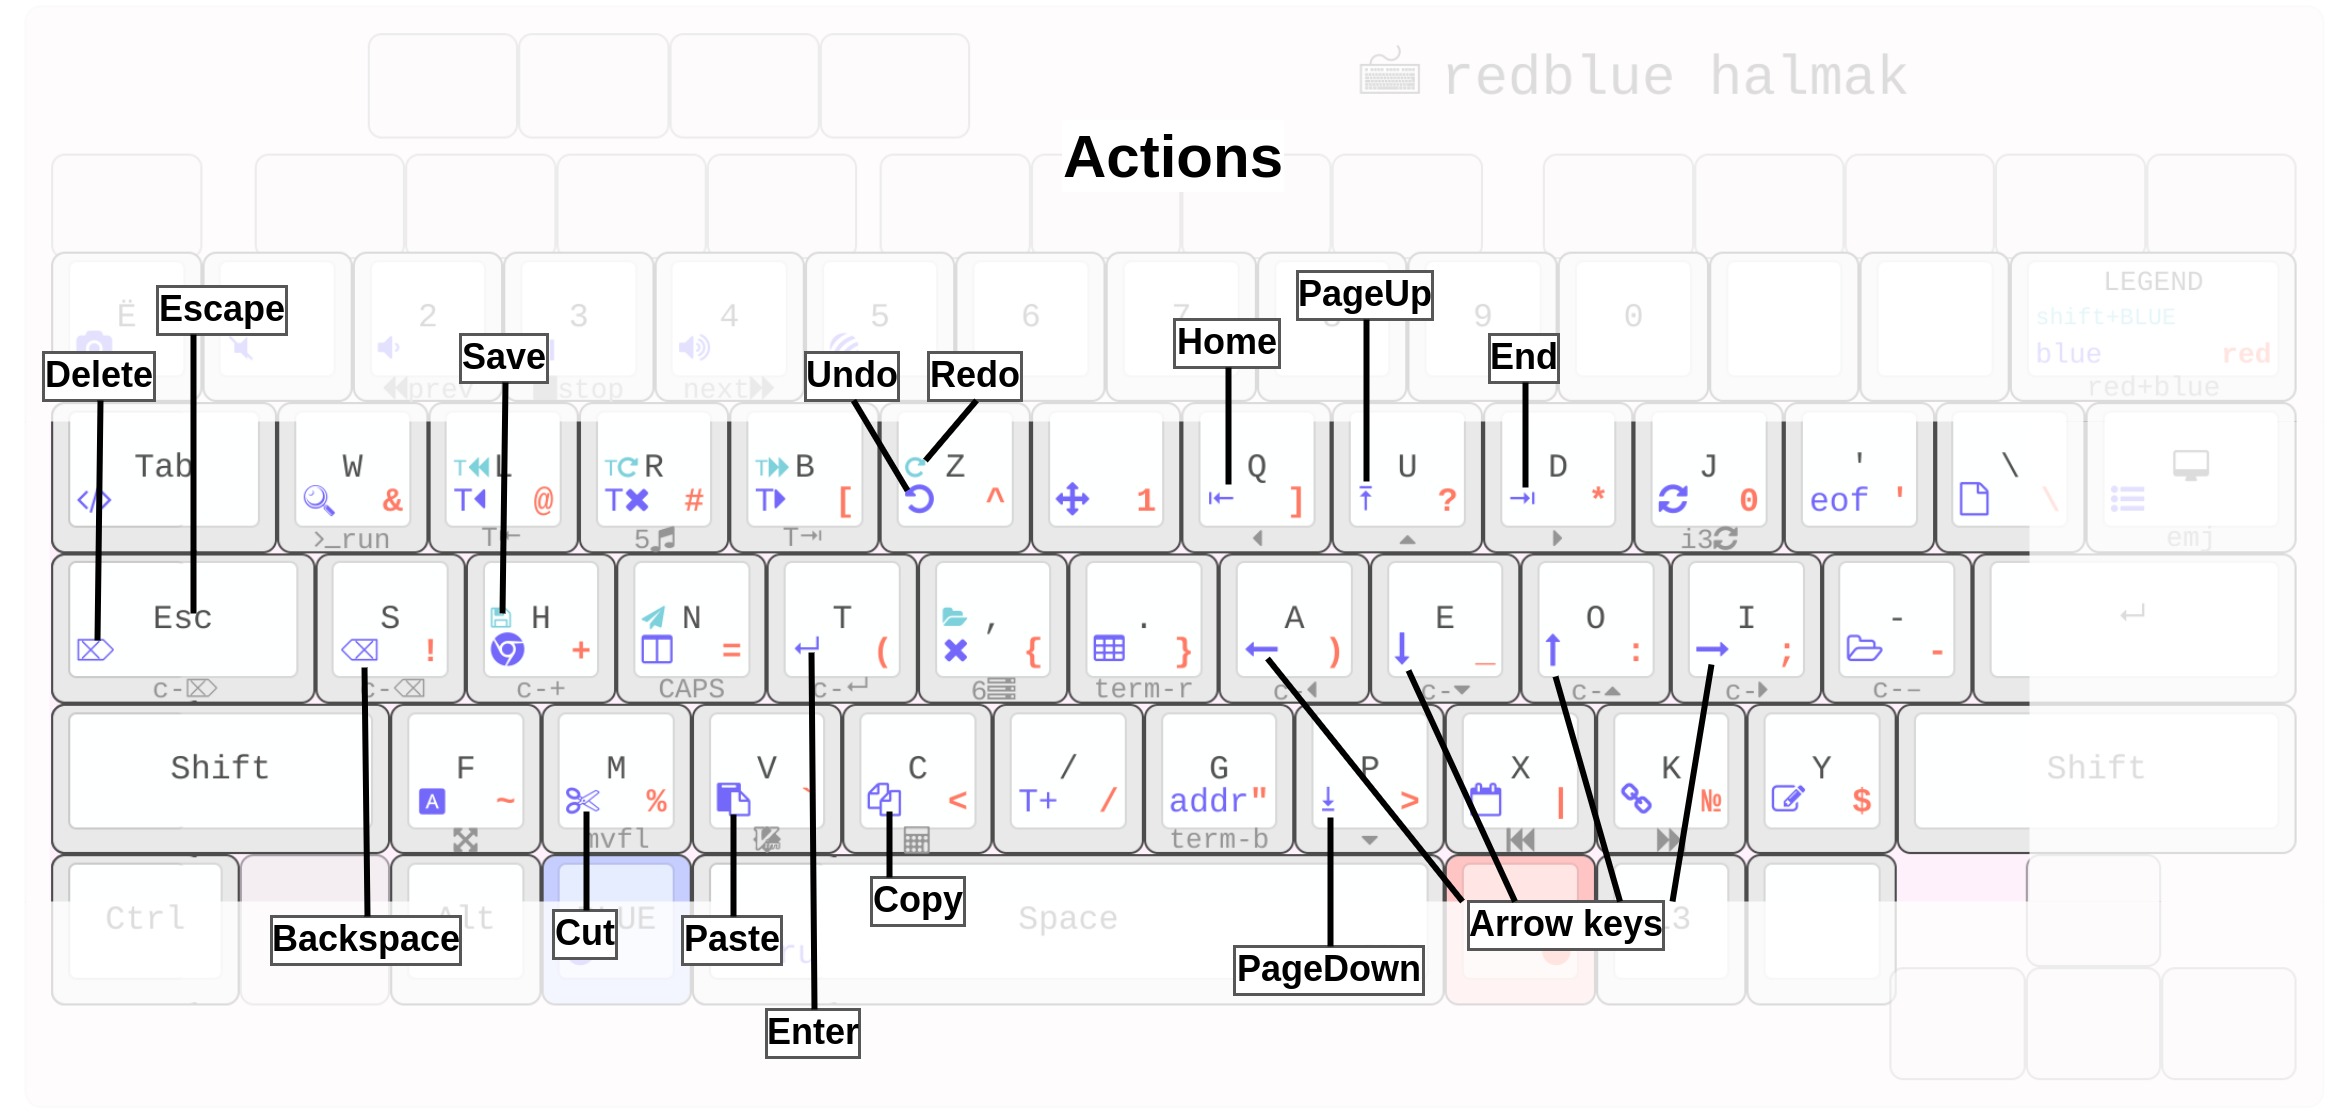 redblue halmak
Actions
Ë 2 3 4 5 6 7 8 9 0 LEGEND
shift+BLUE
blue red
red+blue
prev stop next
Delete Escape Save Undo Redo Home PageUp End
Tab W L R B Z Q U D J ' \
</> & T @ T # T [ ^ 1 ] ? * 0 eof ' \
>_run T 5 T i3 emj
Esc S H N T , . A E O I -
! + = ( { } ) _ : ; -
c- c- c-+ CAPS c- 6 term-r c- c- c- c- c--
Shift F M V C / G P X K Y Shift
A ~ % ` < T+ / addr" > | № $
mvfl term-b
Ctrl Alt Space
Backspace Cut Paste Copy Enter PageDown Arrow keys